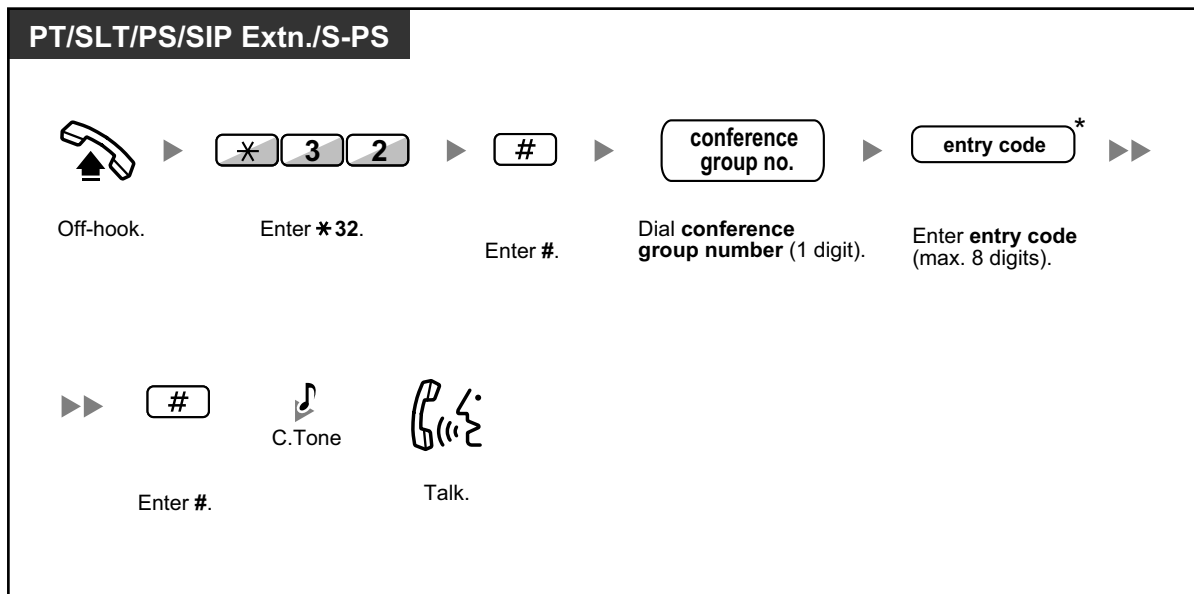 PT/SLT/PS/SIP Extn./S-PS
✳ 3 2
#
conference
group no.
entry code*
Off-hook.
Enter ✳32.
Enter #.
Dial conference
group number (1 digit).
Enter entry code
(max. 8 digits).
#
C.Tone
Enter #.
Talk.